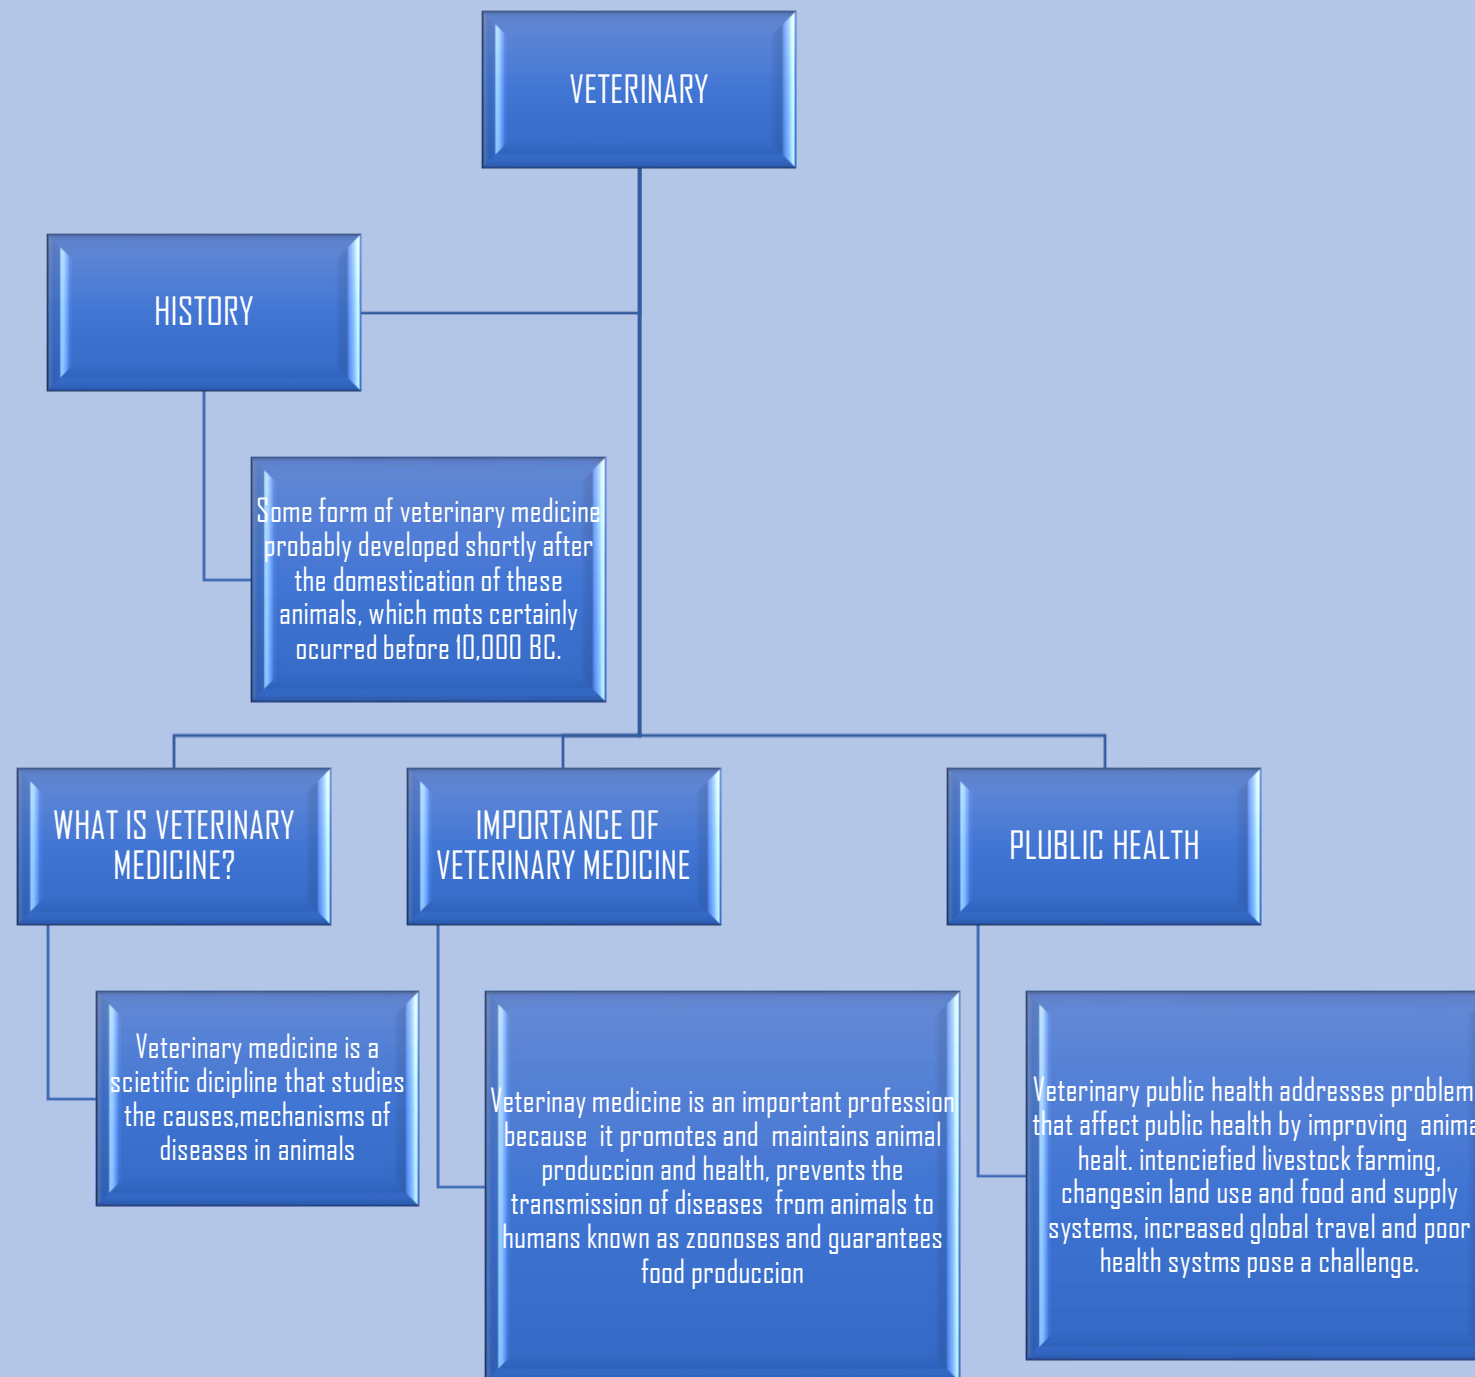 VETERINARY
HISTORY
Some form of veterinary medicine
probably developed shortly after
the domestication of these
animals, which mots certainly
ocurred before 10,000 BC.
WHAT IS VETERINARY
MEDICINE?
IMPORTANCE OF
VETERINARY MEDICINE
PLUBLIC HEALTH
Veterinary medicine is a
scietific dicipline that studies
the causes,mechanisms of
diseases in animals
Veterinay medicine is an important profession
because it promotes and maintains animal
produccion and health, prevents the
transmission of diseases from animals to
humans known as zoonoses and guarantees
food produccion
Veterinary public health addresses problem
that affect public health by improving anima
healt. intenciefied livestock farming,
changesin land use and food and supply
systems, increased global travel and poor
health systms pose a challenge.